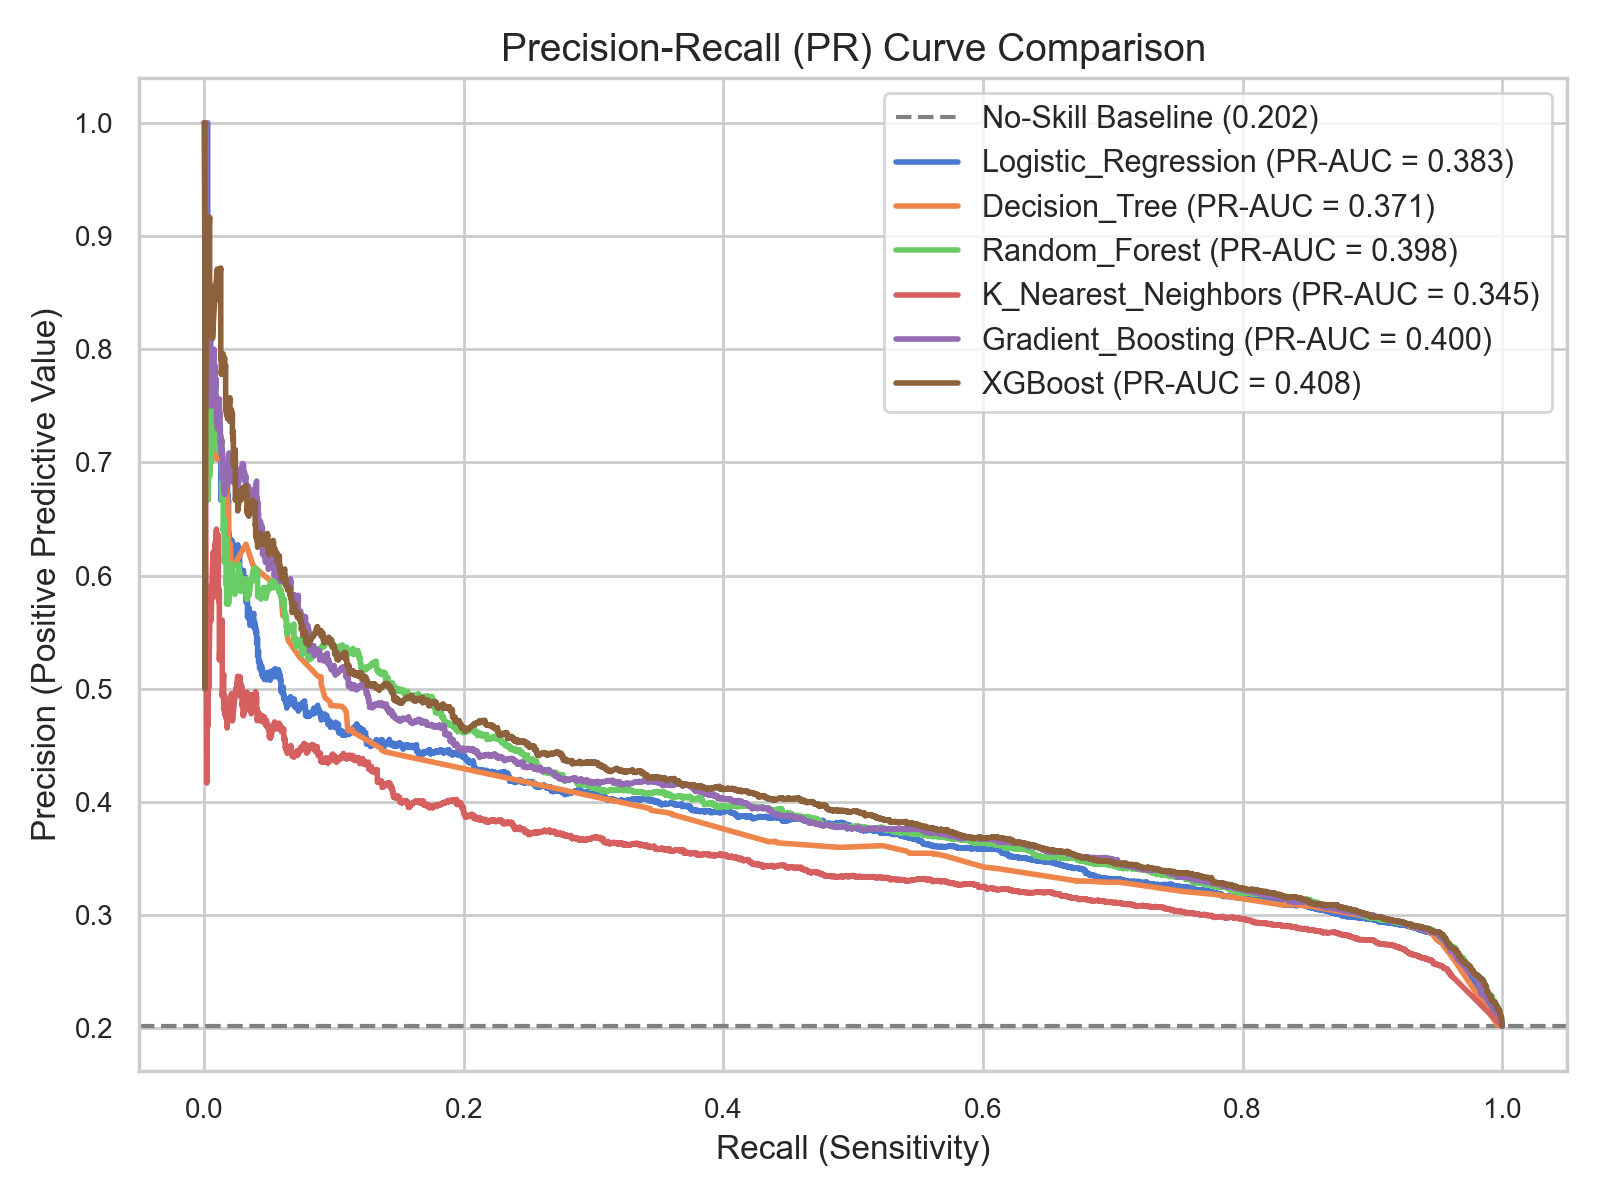 Precision-Recall (PR) Curve Comparison
No-Skill Baseline (0.202)
Logistic_Regression (PR-AUC = 0.383)
Decision_Tree (PR-AUC = 0.371)
Random_Forest (PR-AUC = 0.398)
K_Nearest_Neighbors (PR-AUC = 0.345)
Gradient_Boosting (PR-AUC = 0.400)
XGBoost (PR-AUC = 0.408)
Precision (Positive Predictive Value)
1.0
0.9
0.8
0.7
0.6
0.5
0.4
0.3
0.2
0.0 0.2 0.4 0.6 0.8 1.0
Recall (Sensitivity)